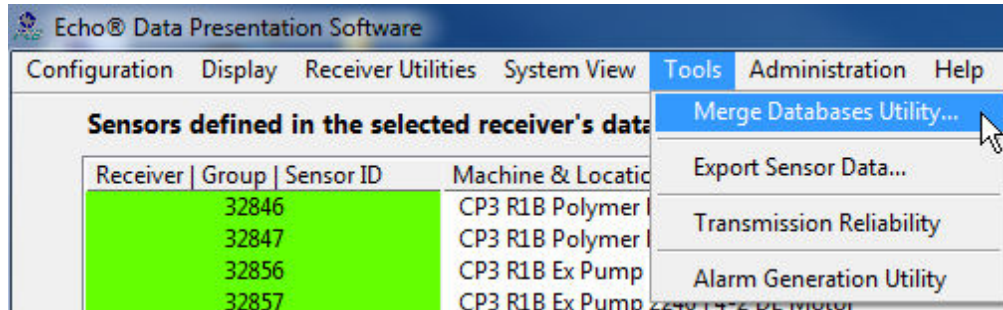 Echo® Data Presentation Software
Configuration Display Receiver Utilities System View Tools Administration Help
Merge Databases Utility...
Sensors defined in the selected receiver's data
Export Sensor Data...
Receiver | Group | Sensor ID Machine &
32846 CP3 R1B Polymer
Transmission Reliability
32847 CP3 R1B Polymer
32856 CP3 R1B Ex Pump
Alarm Generation Utility
32857 CP3 R1B Ex Pump Motor